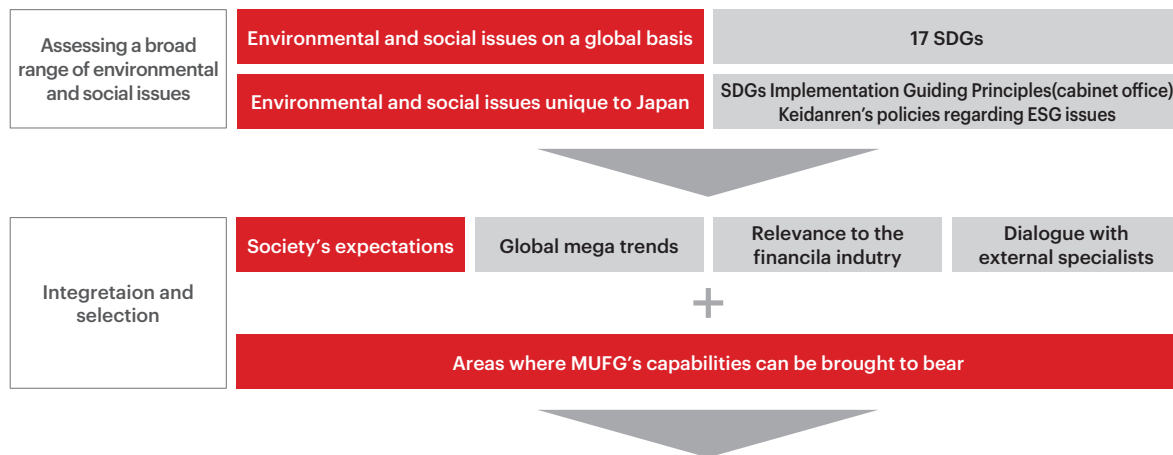 Assessing a broad
range of environmental
and social issues
Environmental and social issues on a global basis
17 SDGs
Environmental and social issues unique to Japan
SDGs Implementation Guiding Principles(cabinet office)
Keidanren's policies regarding ESG issues
Integretaion and
selection
Society's expectations
Global mega trends
Relevance to the
financila indutry
Dialogue with
external specialists
+
Areas where MUFG's capabilities can be brought to bear